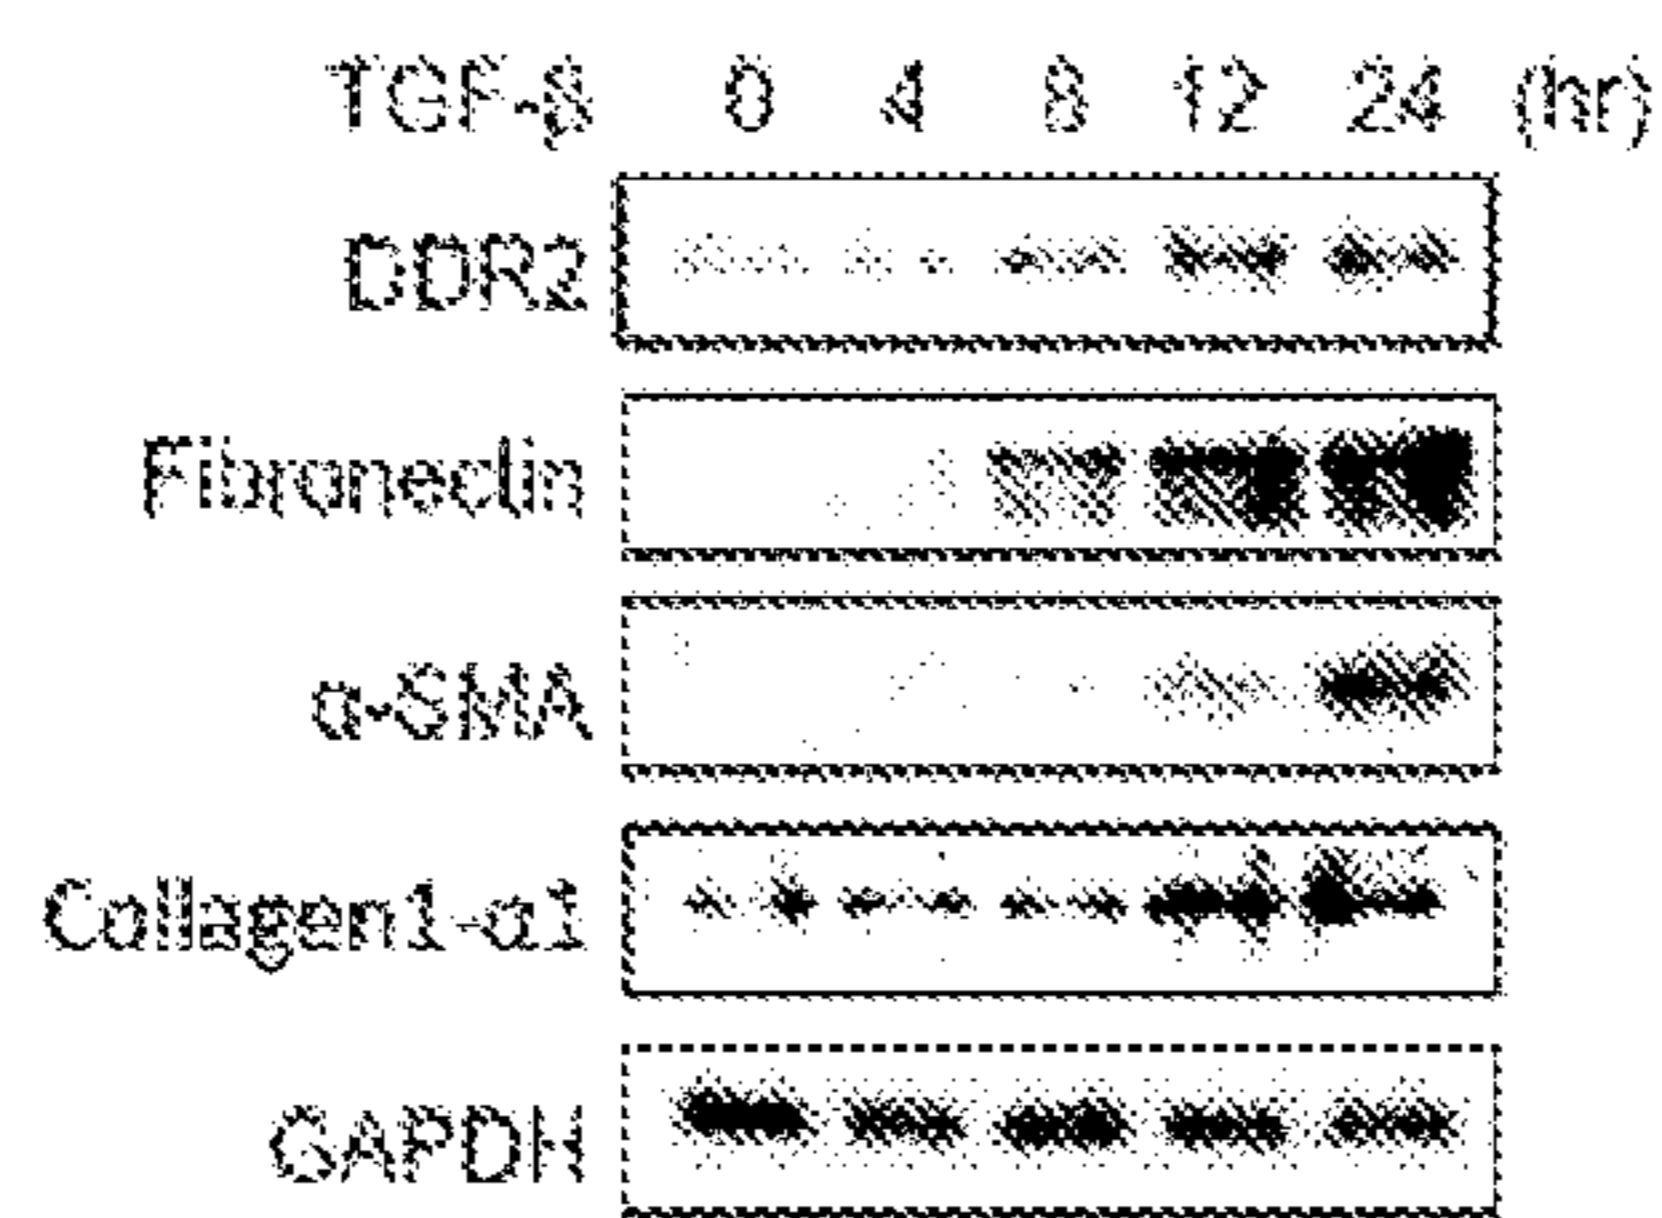 TGF-β 0 4 8 12 24 (hr)
DDR2
Fibronectin
α-SMA
Collagen1-α1
GAPDH